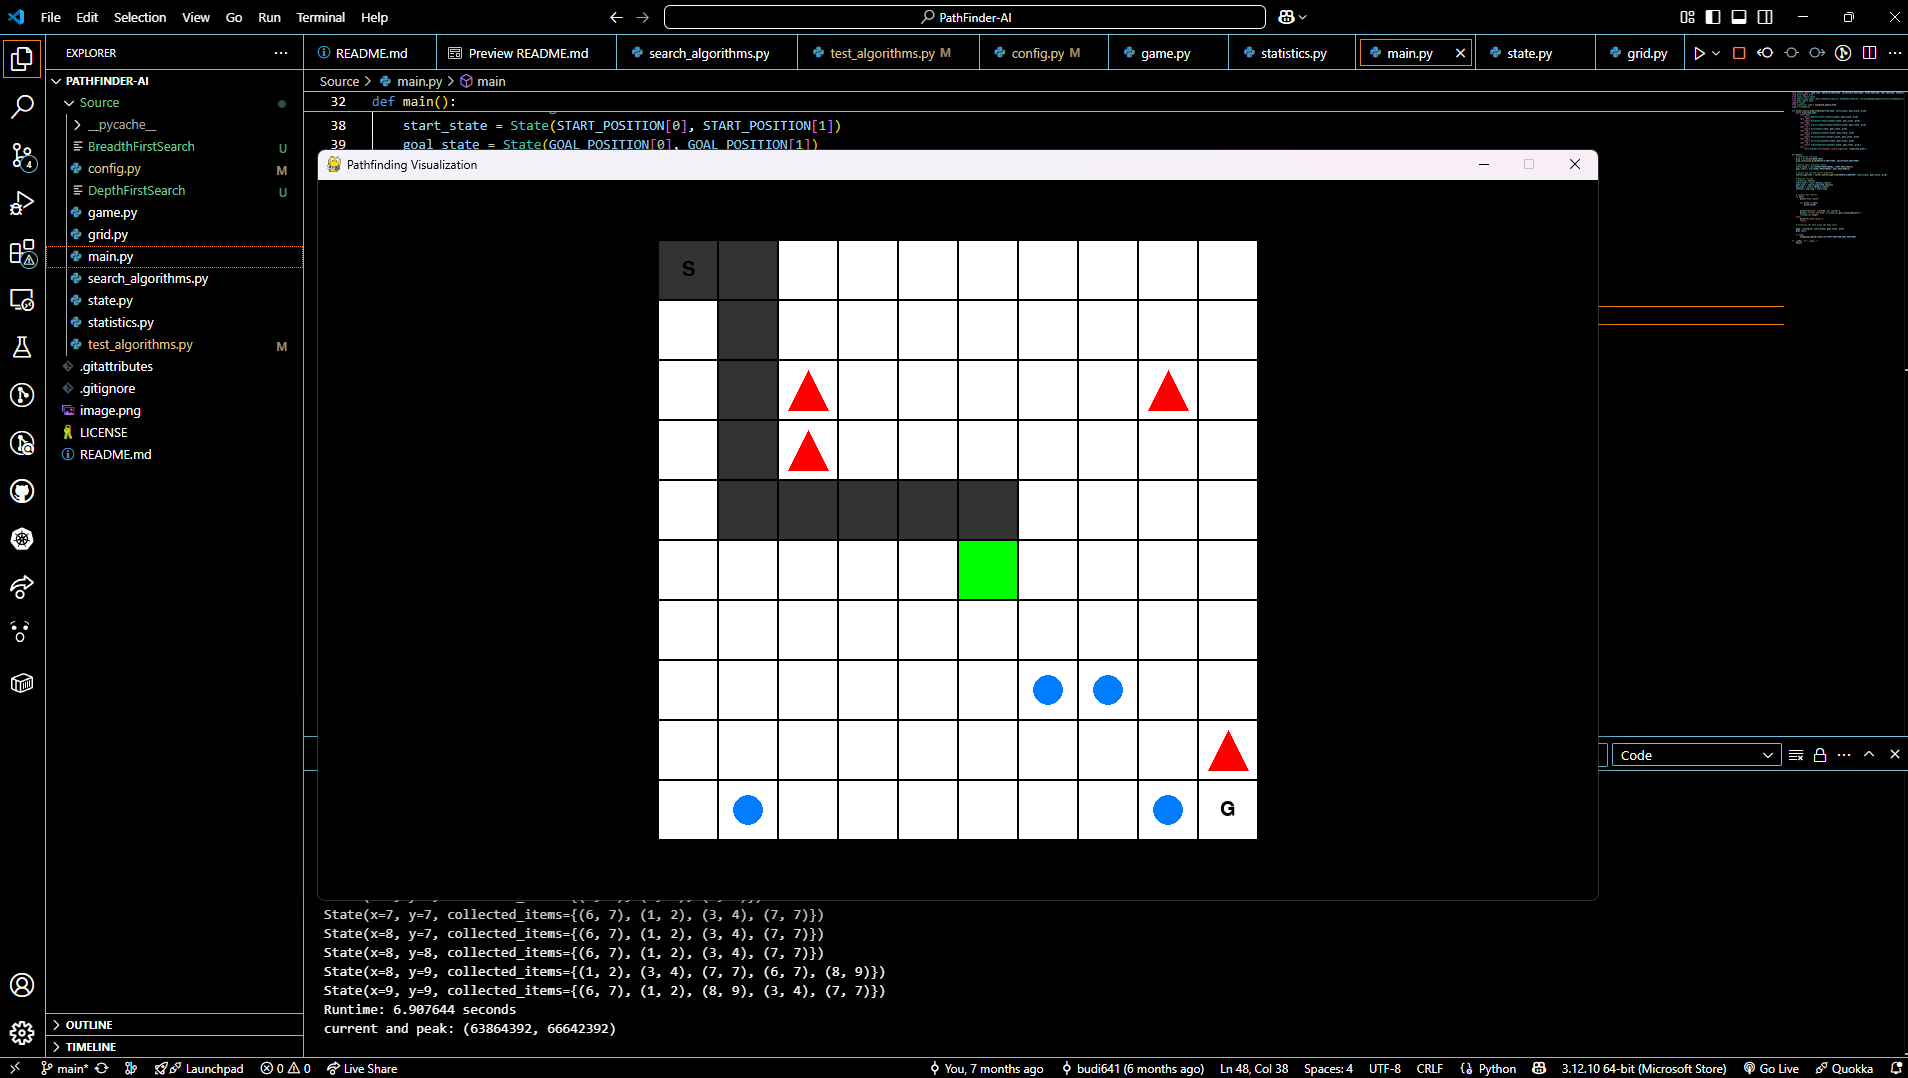 File Edit Selection View Go Run Terminal Help
PathFinder-AI
EXPLORER
PATHFINDER-AI
Source
__pycache__
BreadthFirstSearch U
config.py M
DepthFirstSearch U
game.py
grid.py
main.py
search_algorithms.py
state.py
statistics.py
test_algorithms.py M
.gitattributes
.gitignore
image.png
LICENSE
README.md
OUTLINE
TIMELINE
README.md Preview README.md search_algorithms.py test_algorithms.py M config.py M game.py statistics.py main.py state.py grid.py
Source > main.py > main
32 def main():
38 start_state = State(START_POSITION[0], START_POSITION[1])
39 goal_state = State(GOAL_POSITION[0], GOAL_POSITION[1])
Pathfinding Visualization
S
G
Code
State(x=7, y=7, collected_items={(6, 7), (1, 2), (3, 4), (7, 7)})
State(x=8, y=7, collected_items={(6, 7), (1, 2), (3, 4), (7, 7)})
State(x=8, y=8, collected_items={(6, 7), (1, 2), (3, 4), (7, 7)})
State(x=8, y=9, collected_items={(1, 2), (3, 4), (7, 7), (6, 7), (8, 9)})
State(x=9, y=9, collected_items={(6, 7), (1, 2), (8, 9), (3, 4), (7, 7)})
Runtime: 6.907644 seconds
current and peak: (63864392, 66642392)
4
main* Launchpad 0 0 Live Share You, 7 months ago budi641 (6 months ago) Ln 48, Col 38 Spaces: 4 UTF-8 CRLF Python 3.12.10 64-bit (Microsoft Store) Go Live Quokka